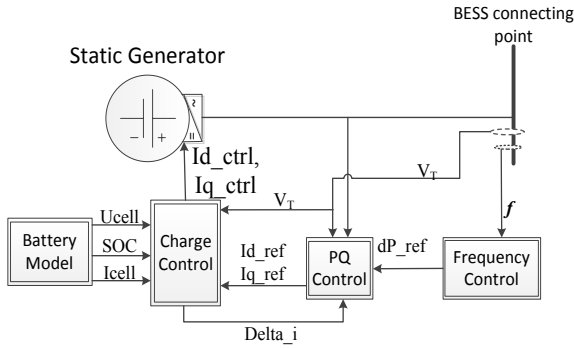 BESS connecting
point
Static Generator
~
=
- +
Id_ctrl,
Iq_ctrl
V_T
V_T
f
Ucell
SOC
Icell
Battery
Model
Charge
Control
Id_ref
Iq_ref
PQ
Control
dP_ref
Frequency
Control
Delta_i